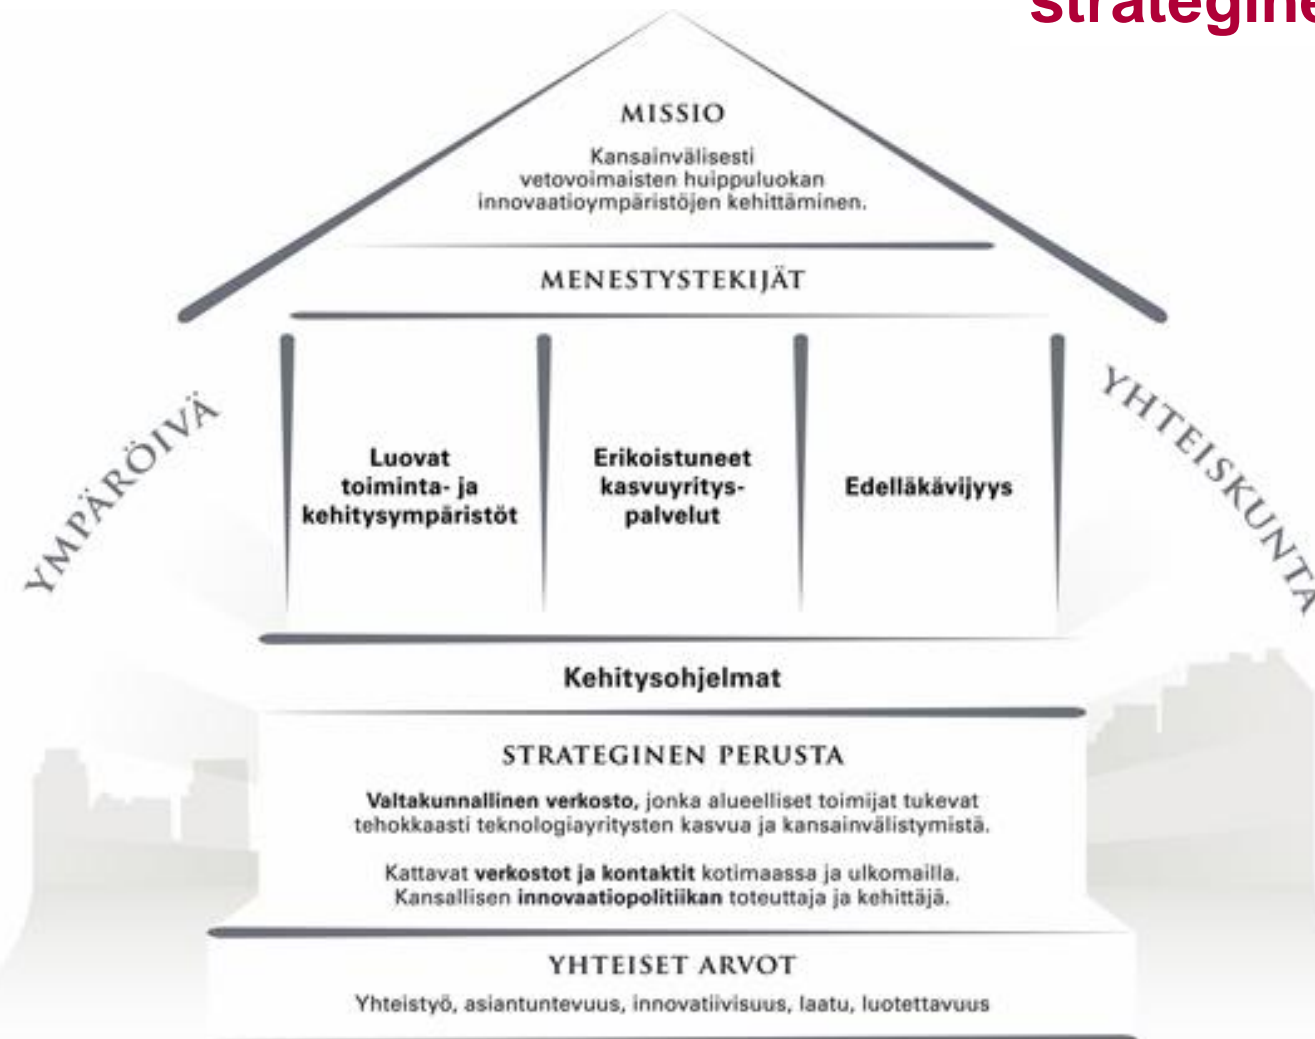 MISSIO
Kansainvälisesti
vetovoimaisten huippuluokan
innovaatioympäristöjen kehittäminen.
MENESTYSTEKIJÄT
YMPÄRÖIVÄ
YHTEISKUNTA
Luovat
toiminta- ja
kehitysympäristöt
Erikoistuneet
kasvuyritys-
palvelut
Edelläkävijyys
Kehitysohjelmat
STRATEGINEN PERUSTA
Valtakunnallinen verkosto, jonka alueelliset toimijat tukevat
tehokkaasti teknologiayritysten kasvua ja kansainvälistymistä.
Kattavat verkostot ja kontaktit kotimaassa ja ulkomailla.
Kansallisen innovaatiopolitiikan toteuttaja ja kehittäjä.
YHTEISET ARVOT
Yhteistyö, asiantuntevuus, innovatiivisuus, laatu, luotettavuus